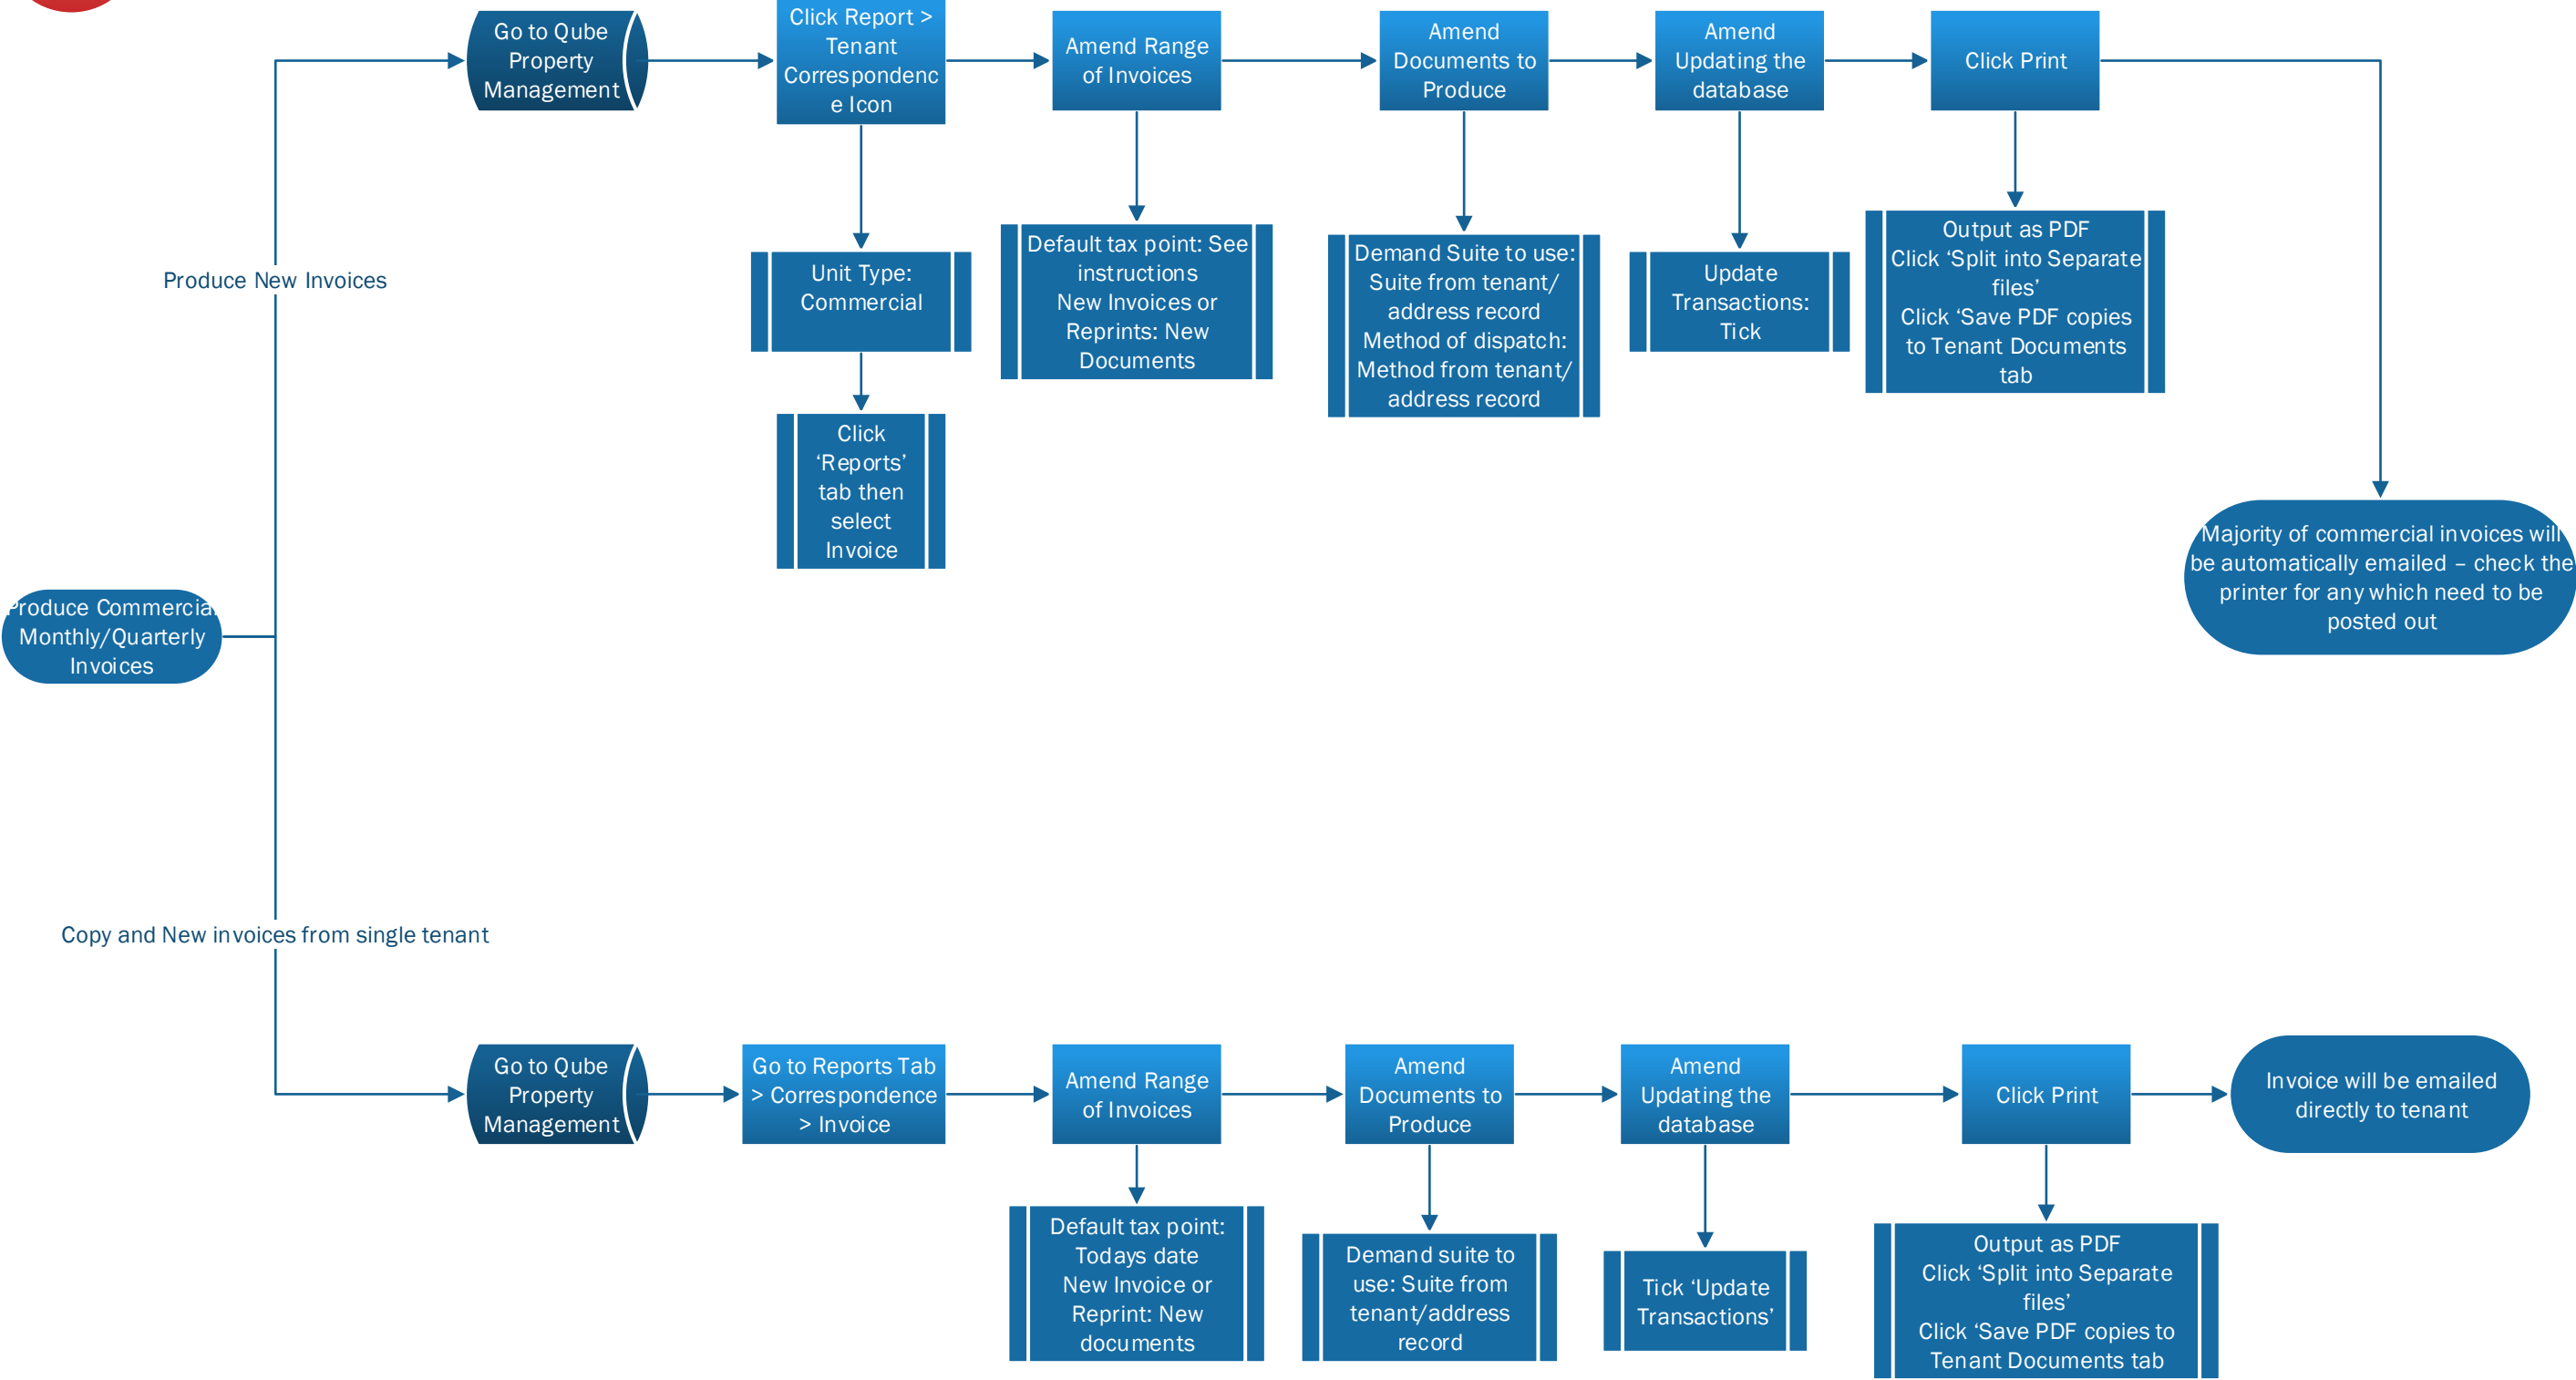 Go to Qube
Property
Management
Click Report >
Tenant
Correspondenc
e Icon
Amend Range
of Invoices
Amend
Documents to
Produce
Amend
Updating the
database
Click Print
Unit Type:
Commercial
Click
‘Reports’
tab then
select
Invoice
Default tax point: See
instructions
New Invoices or
Reprints: New
Documents
Demand Suite to use:
Suite from tenant/
address record
Method of dispatch:
Method from tenant/
address record
Update
Transactions:
Tick
Output as PDF
Click ‘Split into Separate
files’
Click ‘Save PDF copies
to Tenant Documents
tab
Produce New Invoices
Majority of commercial invoices will
be automatically emailed – check the
printer for any which need to be
posted out
Produce Commercial
Monthly/Quarterly
Invoices
Copy and New invoices from single tenant
Go to Qube
Property
Management
Go to Reports Tab
> Correspondence
> Invoice
Amend Range
of Invoices
Amend
Documents to
Produce
Amend
Updating the
database
Click Print
Invoice will be emailed
directly to tenant
Default tax point:
Todays date
New Invoice or
Reprint: New
documents
Demand suite to
use: Suite from
tenant/address
record
Tick ‘Update
Transactions’
Output as PDF
Click ‘Split into Separate
files’
Click ‘Save PDF copies to
Tenant Documents tab